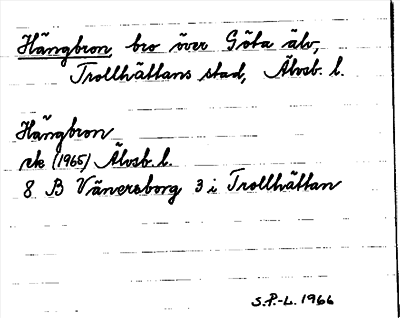 Hängbron, bro över Göta älv,
Trollhättans stad, Älvsb. l.
Hängbron
rk (1965) Älvsb. l.
8 B Vänersborg 3 i Trollhättan
S.P.-L. 1966